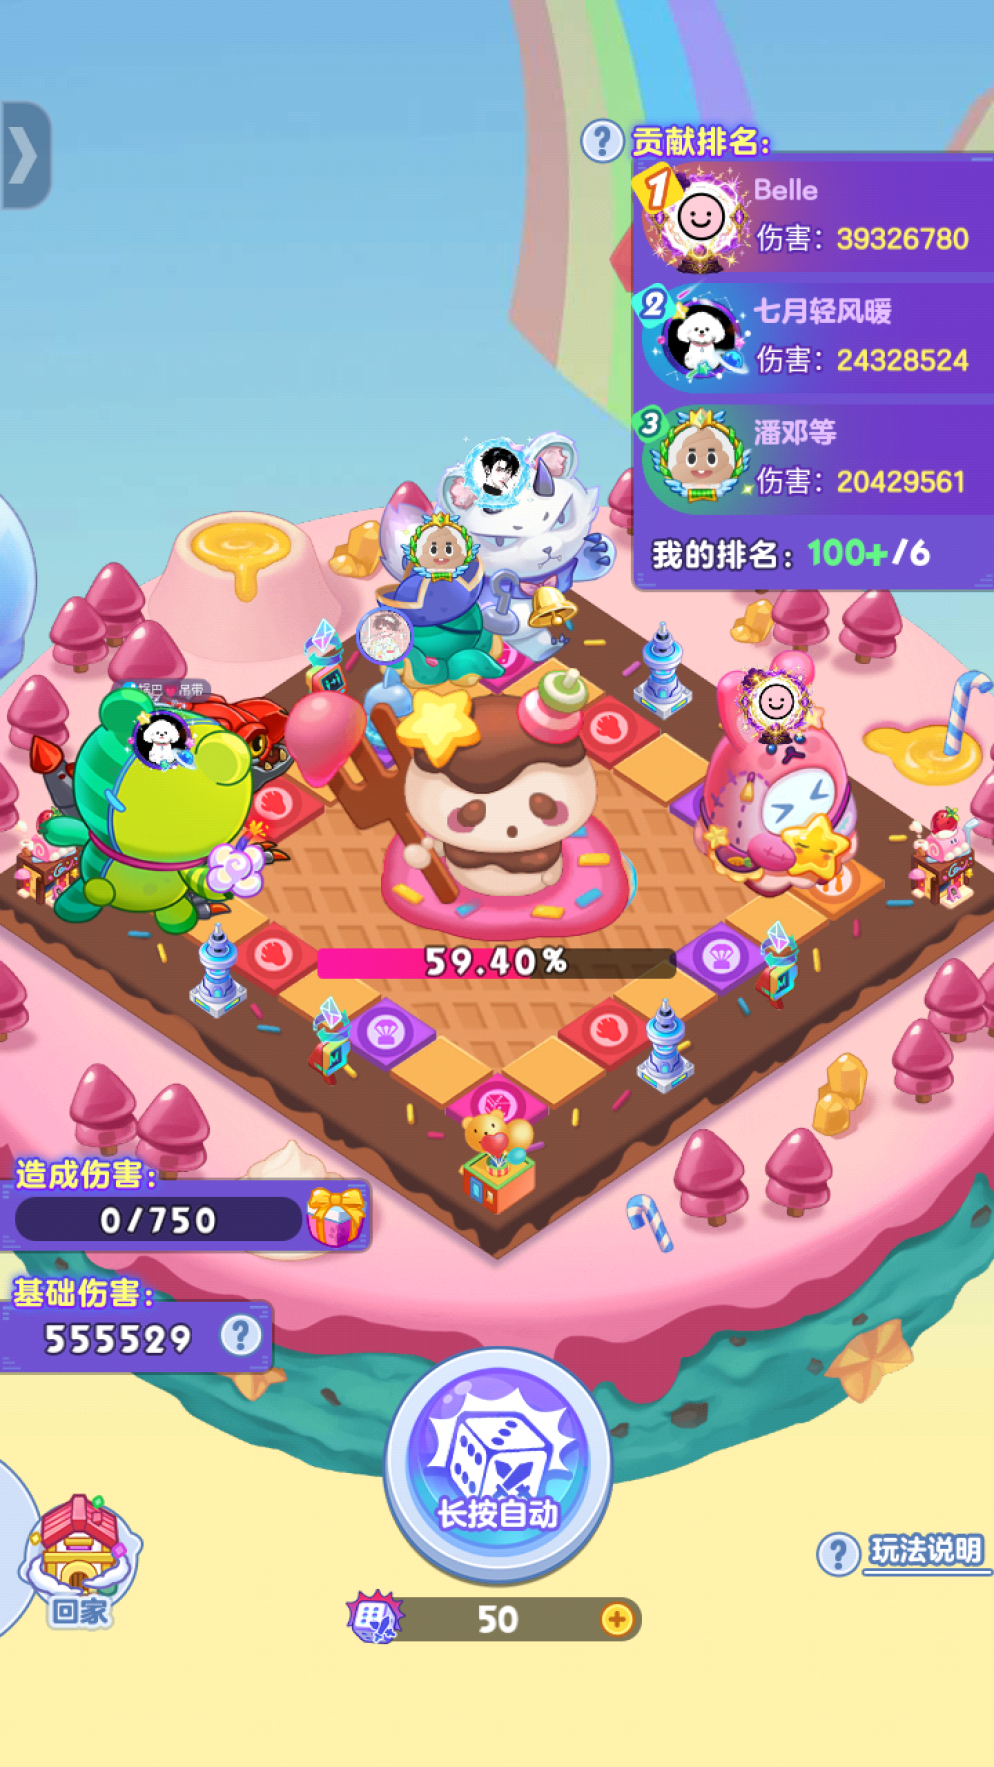 贡献排名:
1
Belle
伤害: 39326780
2
七月轻风暖
伤害: 24328524
3
潘邓等
伤害: 20429561
我的排名: 100+/6
59.40%
造成伤害:
0/750
基础伤害:
555529
?
长按自动
回家
? 玩法说明
50